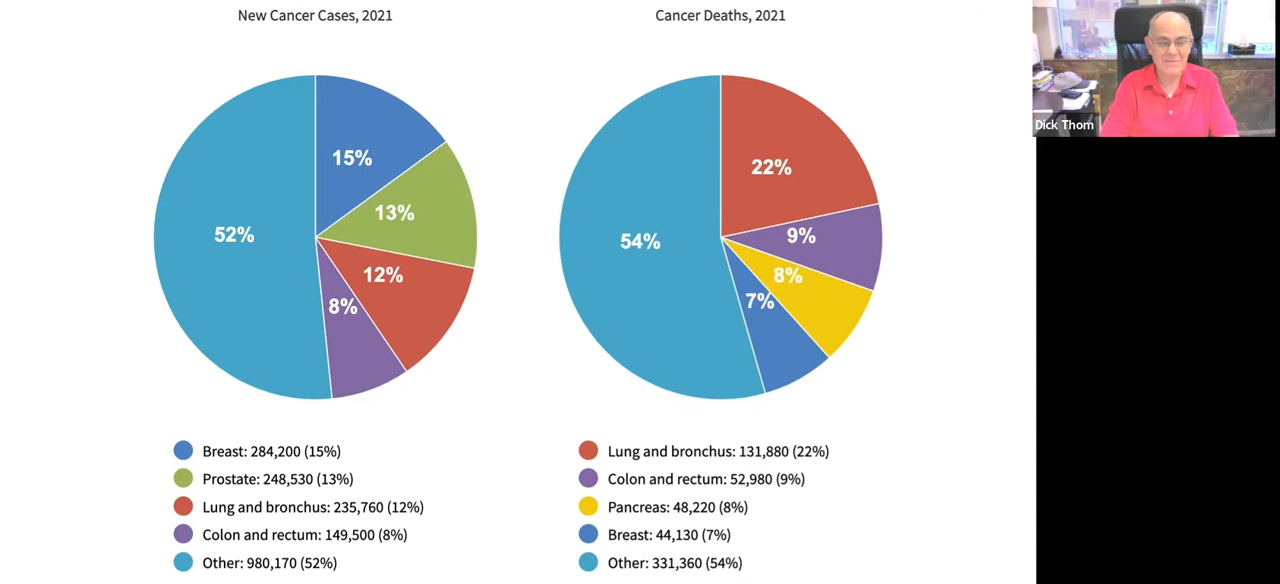 New Cancer Cases, 2021
15%
13%
12%
8%
52%
Breast: 284,200 (15%)
Prostate: 248,530 (13%)
Lung and bronchus: 235,760 (12%)
Colon and rectum: 149,500 (8%)
Other: 980,170 (52%)
Cancer Deaths, 2021
22%
9%
8%
7%
54%
Lung and bronchus: 131,880 (22%)
Colon and rectum: 52,980 (9%)
Pancreas: 48,220 (8%)
Breast: 44,130 (7%)
Other: 331,360 (54%)
Dick Thom